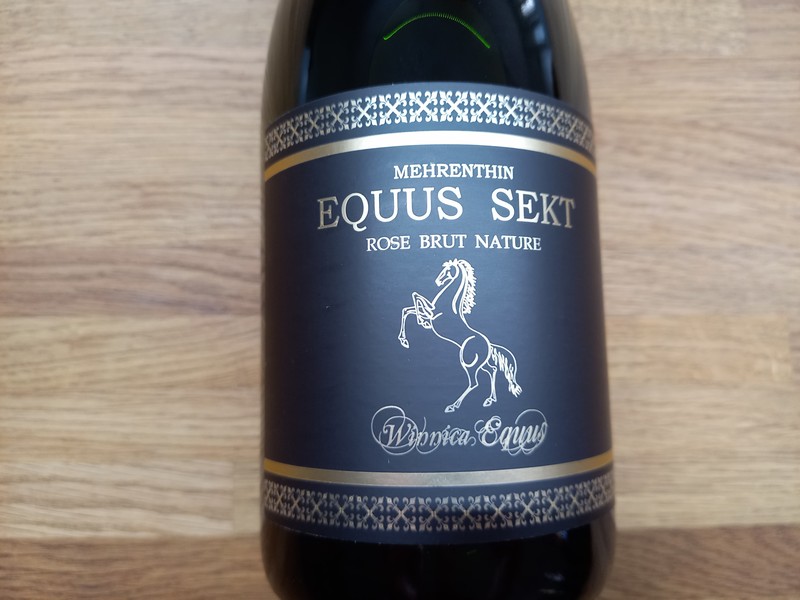 MEHRENTHIN
EQUUS SEKT
ROSE BRUT NATURE
Winnica Equus